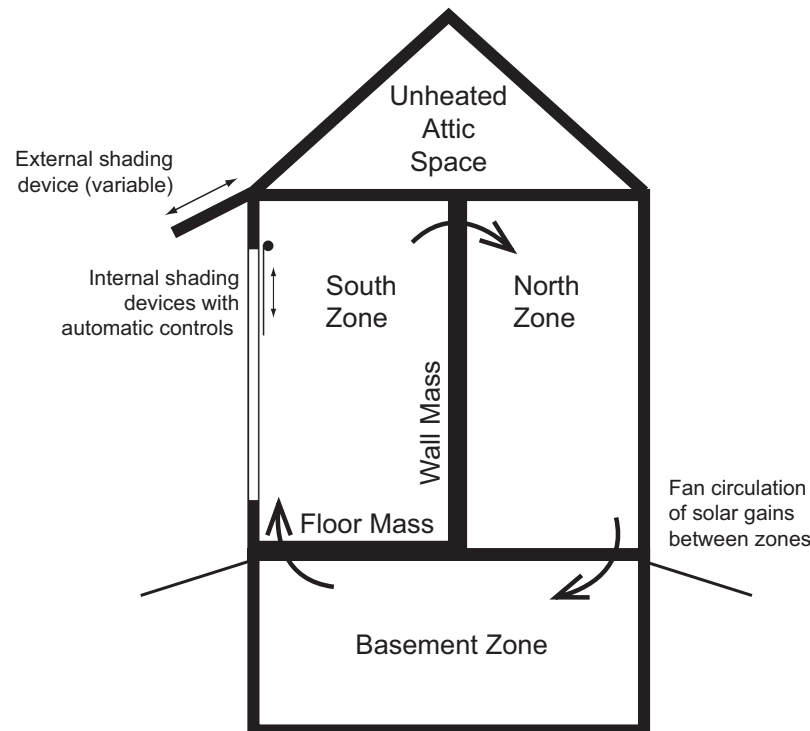 Unheated
Attic
Space
External shading
device (variable)
Internal shading
devices with
automatic controls
South
Zone
North
Zone
Wall Mass
Floor Mass
Fan circulation
of solar gains
between zones
Basement Zone